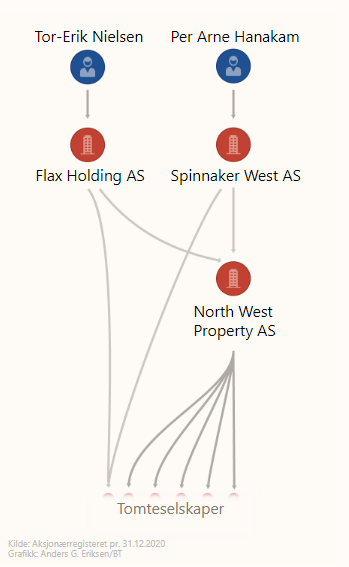 Tor-Erik Nielsen
Per Arne Hanakam
Flax Holding AS
Spinnaker West AS
North West
Property AS
Tomteselskaper
Kilde: Aksjonærregisteret pr. 31.12.2020
Grafikk: Anders G. Eriksen/BT